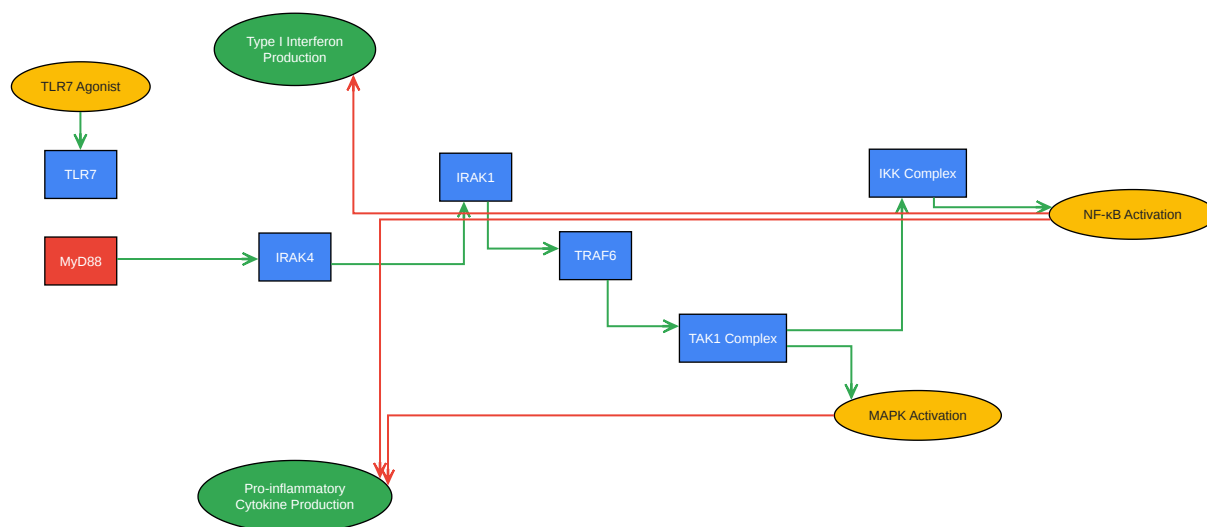 Type I Interferon
Production
TLR7 Agonist
TLR7
IRAK1
IKK Complex
NF-κB Activation
MyD88
IRAK4
TRAF6
TAK1 Complex
MAPK Activation
Pro-inflammatory
Cytokine Production